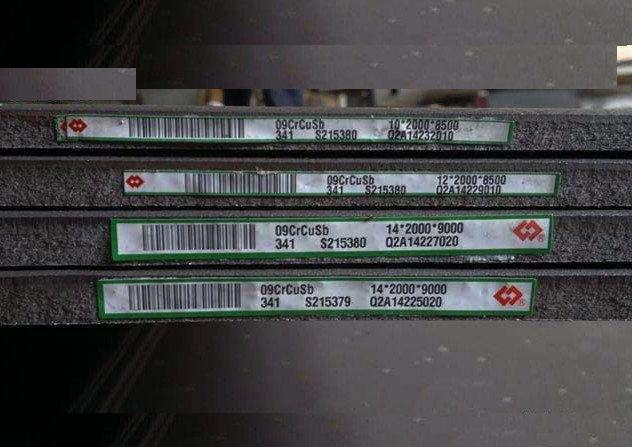 09CrCuSb 10*2000*8500
341 S215380 Q2A14232010
09CrCuSb 12*2000*8500
341 S215380 Q2A14229010
09CrCuSb 14*2000*9000
341 S215380 Q2A14227020
®
09CrCuSb 14*2000*9000
341 S215379 Q2A14225020
®